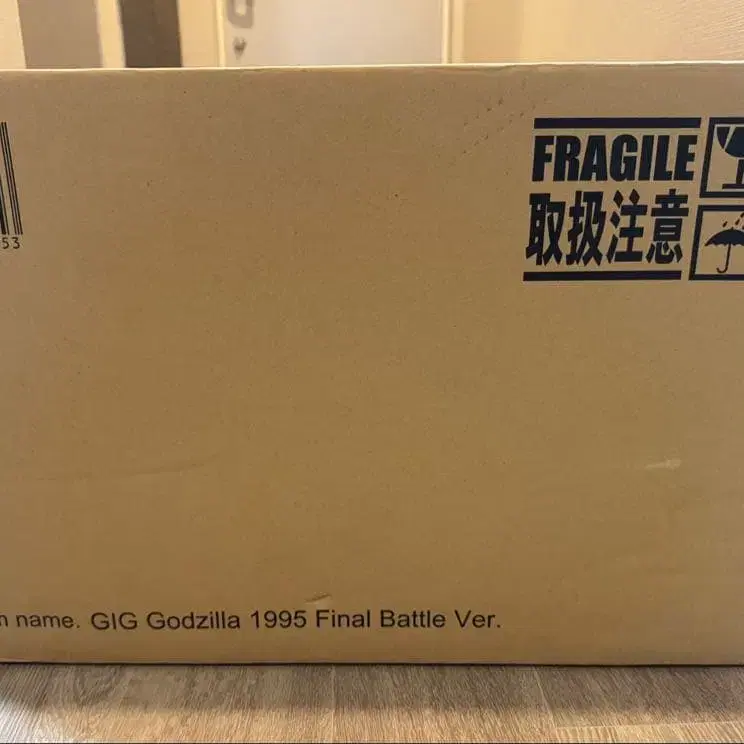 53
FRAGILE
取扱注意
name. GIG Godzilla 1995 Final Battle Ver.